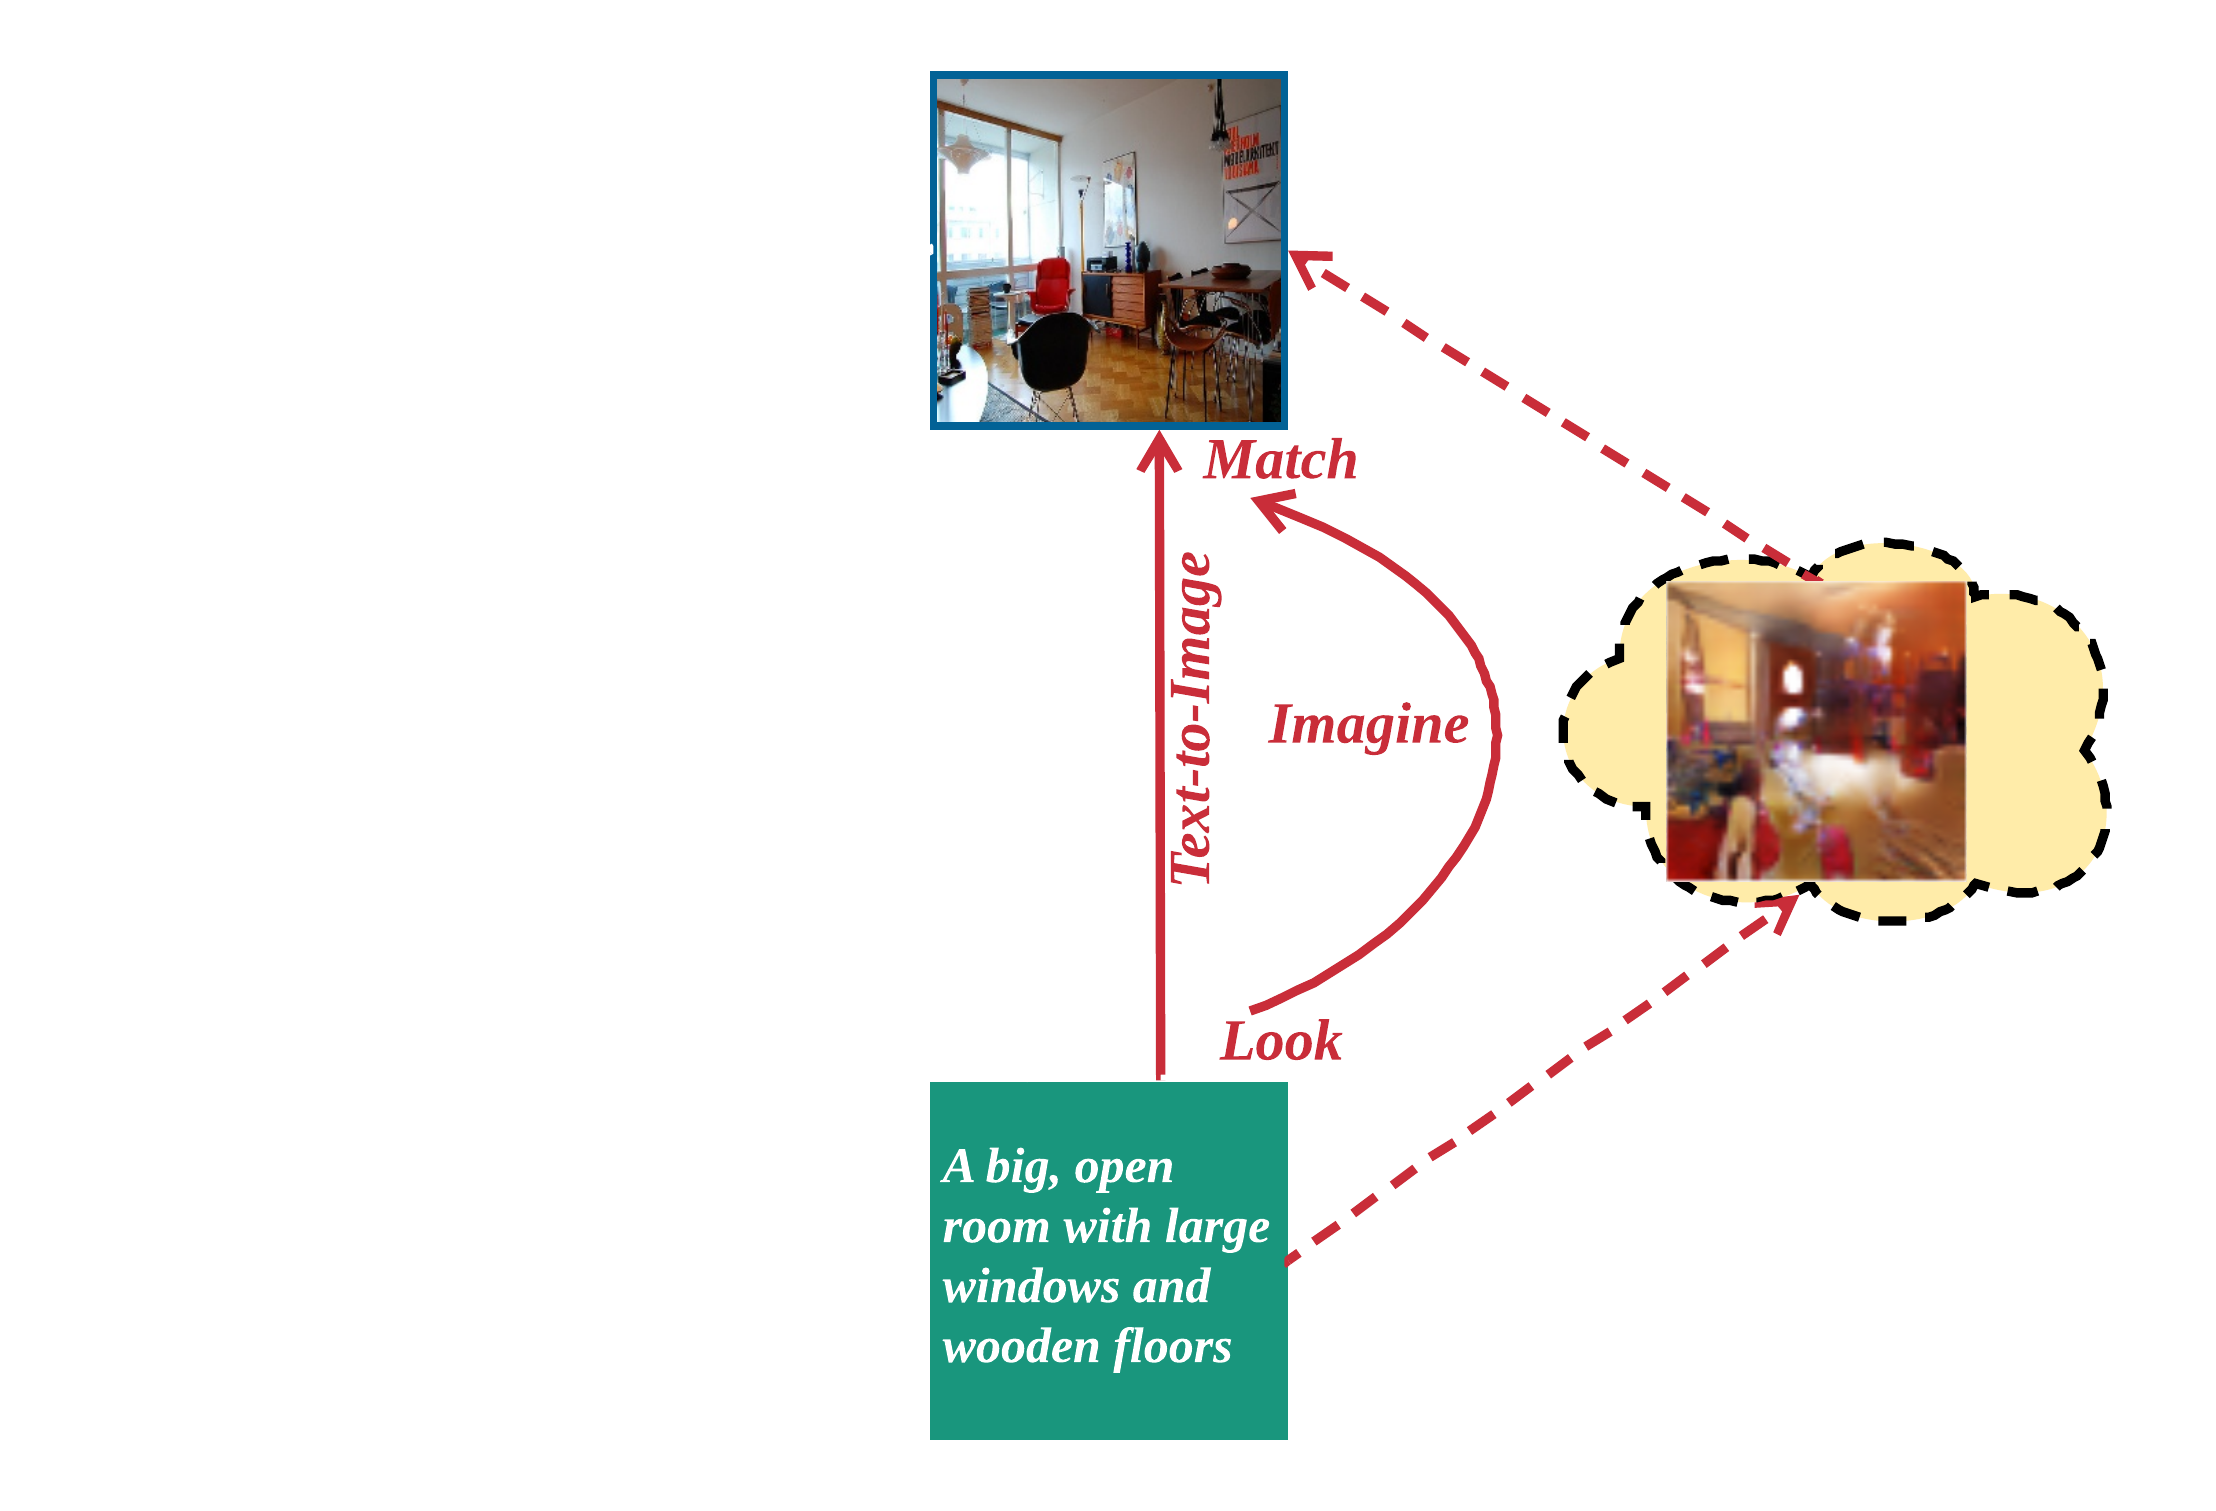 Match
Text-to-Image
Imagine
Look
A big, open
room with large
windows and
wooden floors